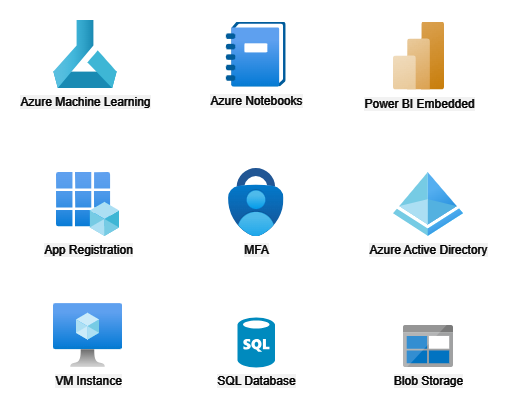 Azure Machine Learning
Azure Notebooks
Power BI Embedded
App Registration
MFA
Azure Active Directory
SQL
VM Instance
SQL Database
Blob Storage